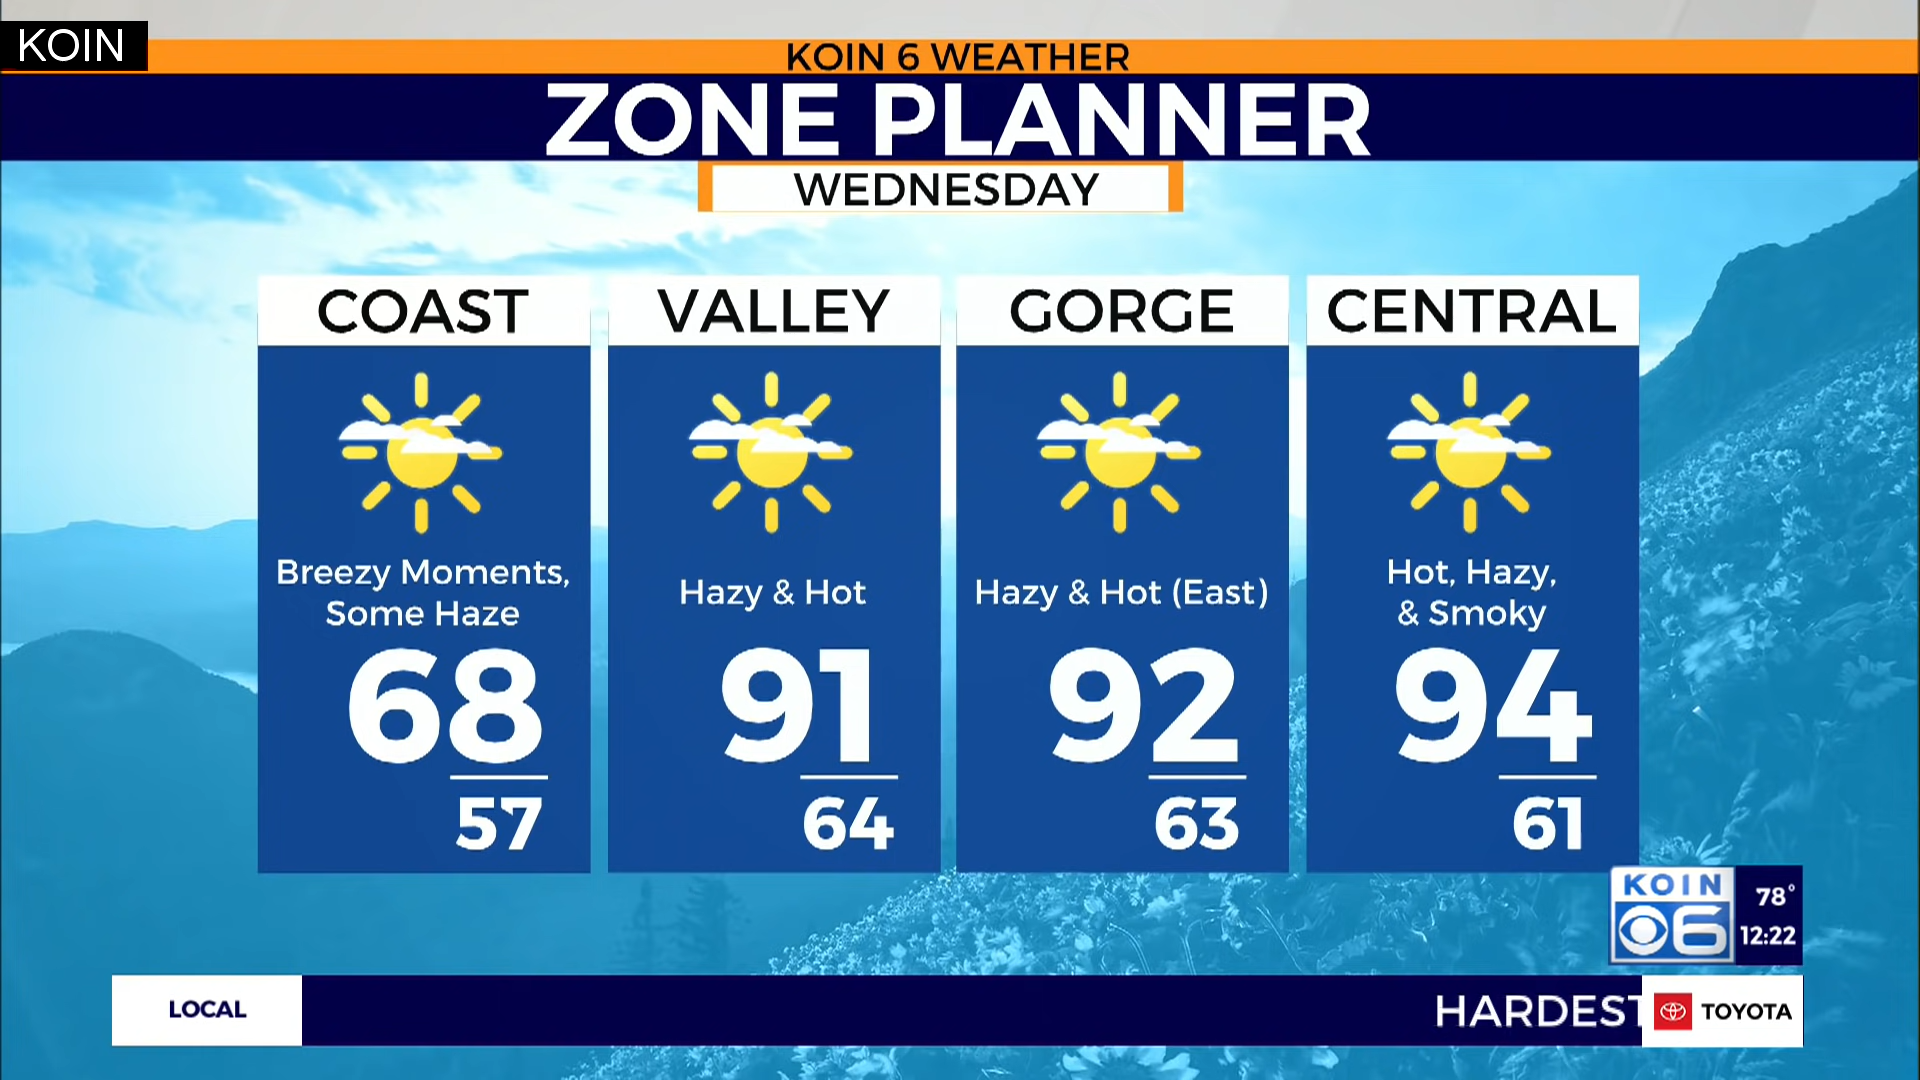 KOIN
KOIN 6 WEATHER
ZONE PLANNER
WEDNESDAY
COAST
Breezy Moments,
Some Haze
68
57
VALLEY
Hazy & Hot
91
64
GORGE
Hazy & Hot (East)
92
63
CENTRAL
Hot, Hazy,
& Smoky
94
61
KOIN
6
78°
12:22
LOCAL
HARDEST
TOYOTA